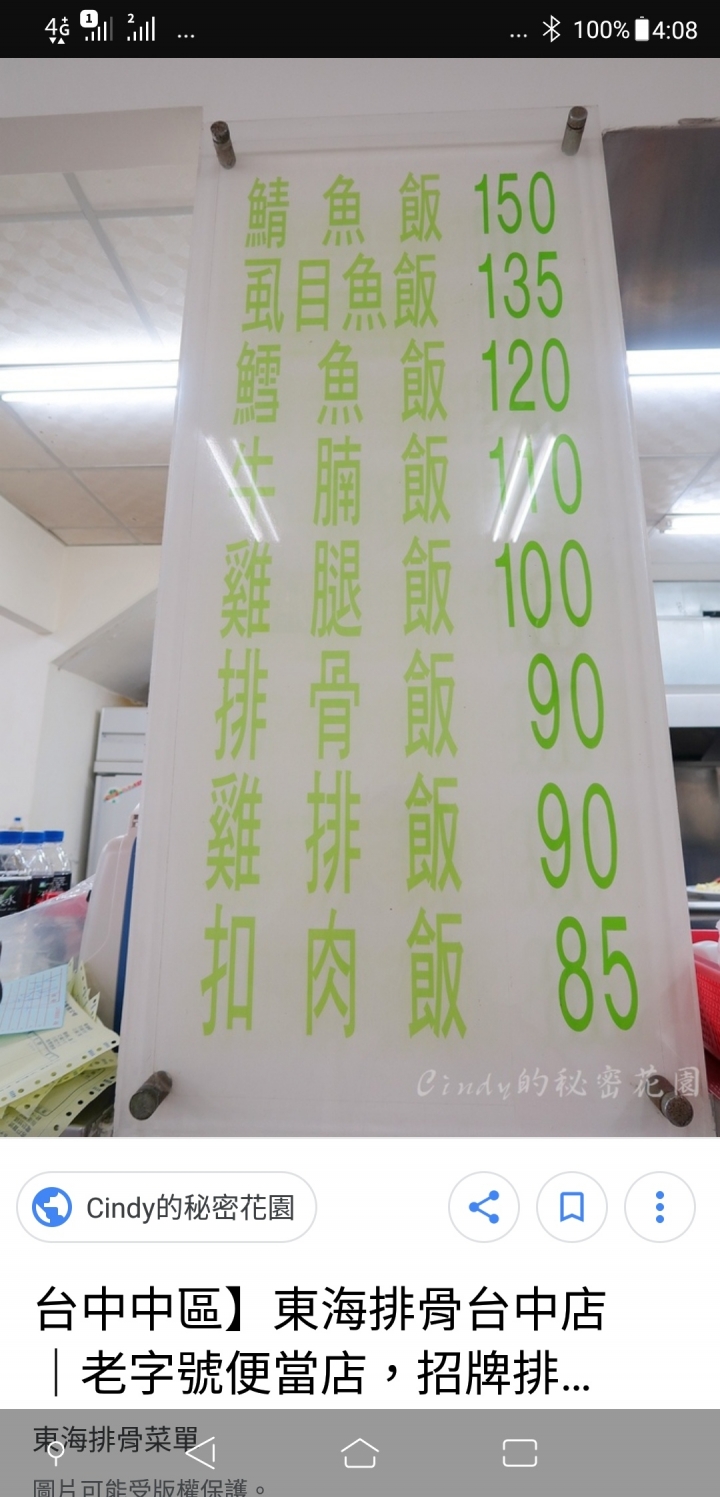 4G 1 2 ... ... 100% 4:08
鯖魚飯 150
虱目魚飯 135
鱈魚飯 120
牛腩飯 110
雞腿飯 100
排骨飯 90
雞排飯 90
扣肉飯 85
Cindy的秘密花園
Cindy的秘密花園
台中中區】東海排骨台中店
｜老字號便當店，招牌排...
東海排骨菜單
圖片可能受版權保護。